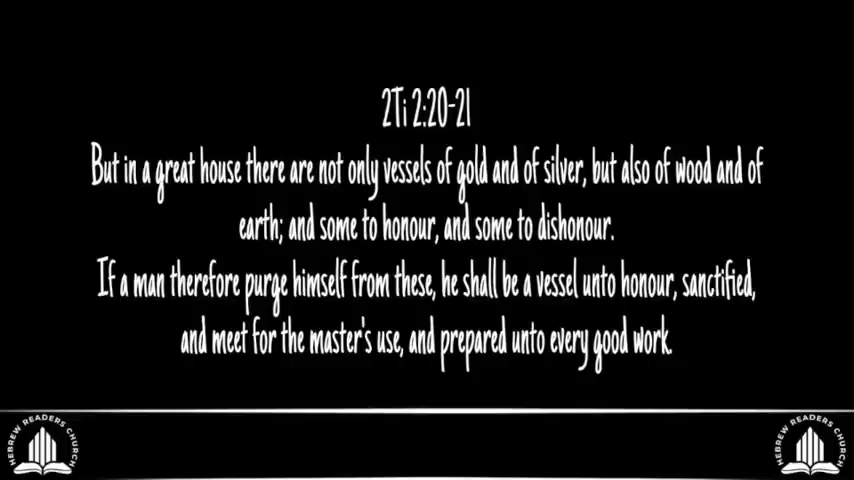 2Ti 2:20-21
But in a great house there are not only vessels of gold and of silver, but also of wood and of
earth; and some to honour, and some to dishonour.
If a man therefore purge himself from these, he shall be a vessel unto honour, sanctified,
and meet for the master's use, and prepared unto every good work.
HEBREW READERS CHURCH
HEBREW READERS CHURCH